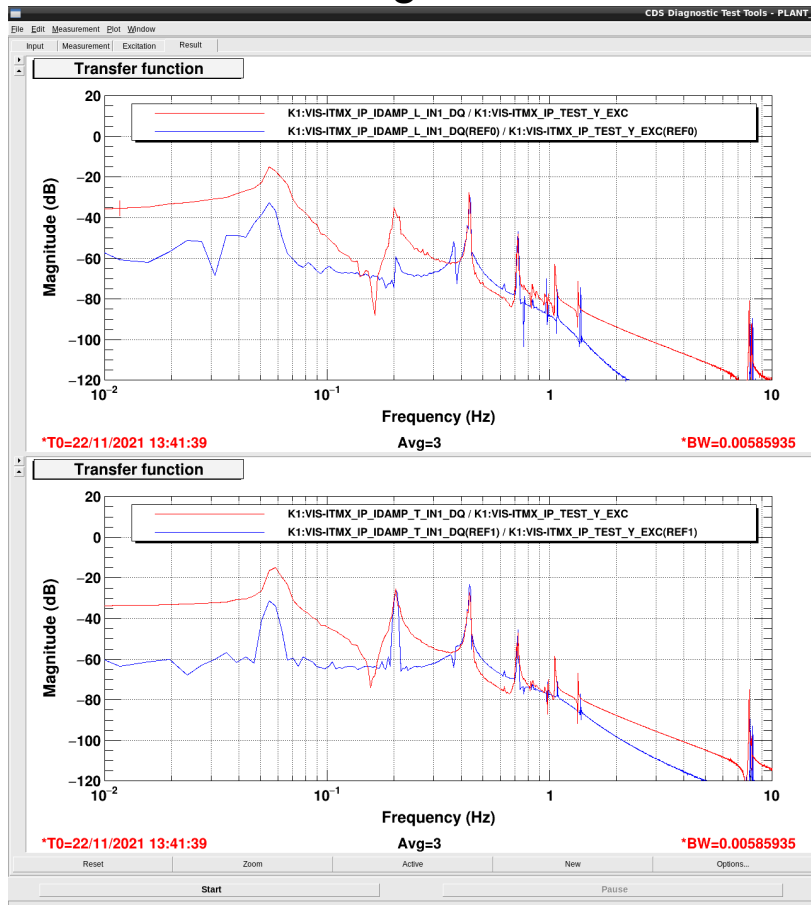 CDS Diagnostic Test Tools - PLANT_
File Edit Measurement Plot Window
Input Measurement Excitation Result
Transfer function
K1:VIS-ITMX_IP_IDAMP_L_IN1_DQ / K1:VIS-ITMX_IP_TEST_Y_EXC
K1:VIS-ITMX_IP_IDAMP_L_IN1_DQ(REF0) / K1:VIS-ITMX_IP_TEST_Y_EXC(REF0)
Magnitude (dB)
20
0
−20
−40
−60
−80
−100
−120
10⁻² 10⁻¹ 1 10
Frequency (Hz)
*T0=22/11/2021 13:41:39 Avg=3 *BW=0.00585935
Transfer function
K1:VIS-ITMX_IP_IDAMP_T_IN1_DQ / K1:VIS-ITMX_IP_TEST_Y_EXC
K1:VIS-ITMX_IP_IDAMP_T_IN1_DQ(REF1) / K1:VIS-ITMX_IP_TEST_Y_EXC(REF1)
Magnitude (dB)
20
0
−20
−40
−60
−80
−100
−120
10⁻² 10⁻¹ 1 10
Frequency (Hz)
*T0=22/11/2021 13:41:39 Avg=3 *BW=0.00585935
Reset Zoom Active New Options...
Start Pause